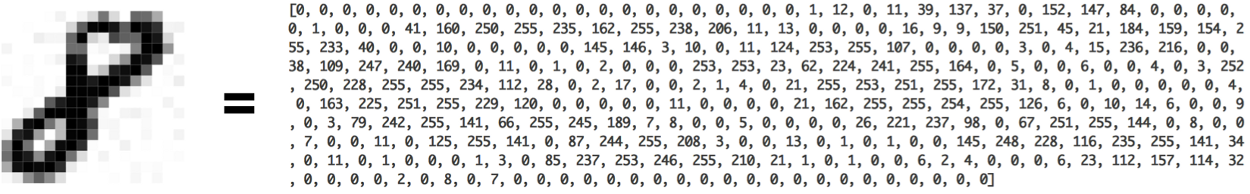 [0, 0, 0, 0, 0, 0, 0, 0, 0, 0, 0, 0, 0, 0, 0, 0, 0, 0, 0, 0, 0, 0, 1, 12, 0, 11, 39, 137, 37, 0, 152, 147, 84, 0, 0, 0, 0,
0, 1, 0, 0, 0, 41, 160, 250, 255, 235, 162, 255, 238, 206, 11, 13, 0, 0, 0, 0, 16, 9, 9, 150, 251, 45, 21, 184, 159, 154, 2
55, 233, 40, 0, 0, 10, 0, 0, 0, 0, 0, 0, 145, 146, 3, 10, 0, 11, 124, 253, 255, 107, 0, 0, 0, 0, 3, 0, 4, 15, 236, 216, 0, 0,
38, 109, 247, 240, 169, 0, 11, 0, 1, 0, 2, 0, 0, 0, 0, 253, 253, 23, 62, 224, 241, 255, 164, 0, 5, 0, 0, 6, 0, 0, 4, 0, 3, 252
, 250, 228, 255, 255, 234, 112, 28, 0, 2, 17, 0, 0, 2, 1, 4, 0, 21, 255, 253, 251, 255, 172, 31, 8, 0, 1, 0, 0, 0, 0, 0, 4,
0, 163, 225, 251, 255, 229, 120, 0, 0, 0, 0, 0, 11, 0, 0, 0, 0, 21, 162, 255, 255, 254, 255, 126, 6, 0, 10, 14, 6, 0, 0, 9
, 0, 3, 79, 242, 255, 141, 66, 255, 245, 189, 7, 8, 0, 0, 5, 0, 0, 0, 0, 26, 221, 237, 98, 0, 67, 251, 255, 144, 0, 8, 0, 0
, 7, 0, 0, 11, 0, 125, 255, 141, 0, 87, 244, 255, 208, 3, 0, 0, 13, 0, 1, 0, 1, 0, 0, 145, 248, 228, 116, 235, 255, 141, 34
, 0, 11, 0, 1, 0, 0, 0, 1, 3, 0, 85, 237, 253, 246, 255, 210, 21, 1, 0, 1, 0, 0, 6, 2, 4, 0, 0, 0, 6, 23, 112, 157, 114, 32
, 0, 0, 0, 0, 2, 0, 8, 0, 7, 0, 0, 0, 0, 0, 0, 0, 0, 0, 0, 0, 0, 0, 0, 0, 0, 0, 0, 0, 0, 0]
=